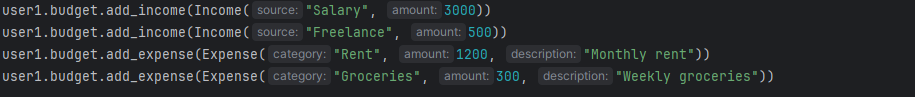 user1.budget.add_income(Income( source: "Salary", amount: 3000))
user1.budget.add_income(Income( source: "Freelance", amount: 500))
user1.budget.add_expense(Expense( category: "Rent", amount: 1200, description: "Monthly rent"))
user1.budget.add_expense(Expense( category: "Groceries", amount: 300, description: "Weekly groceries"))